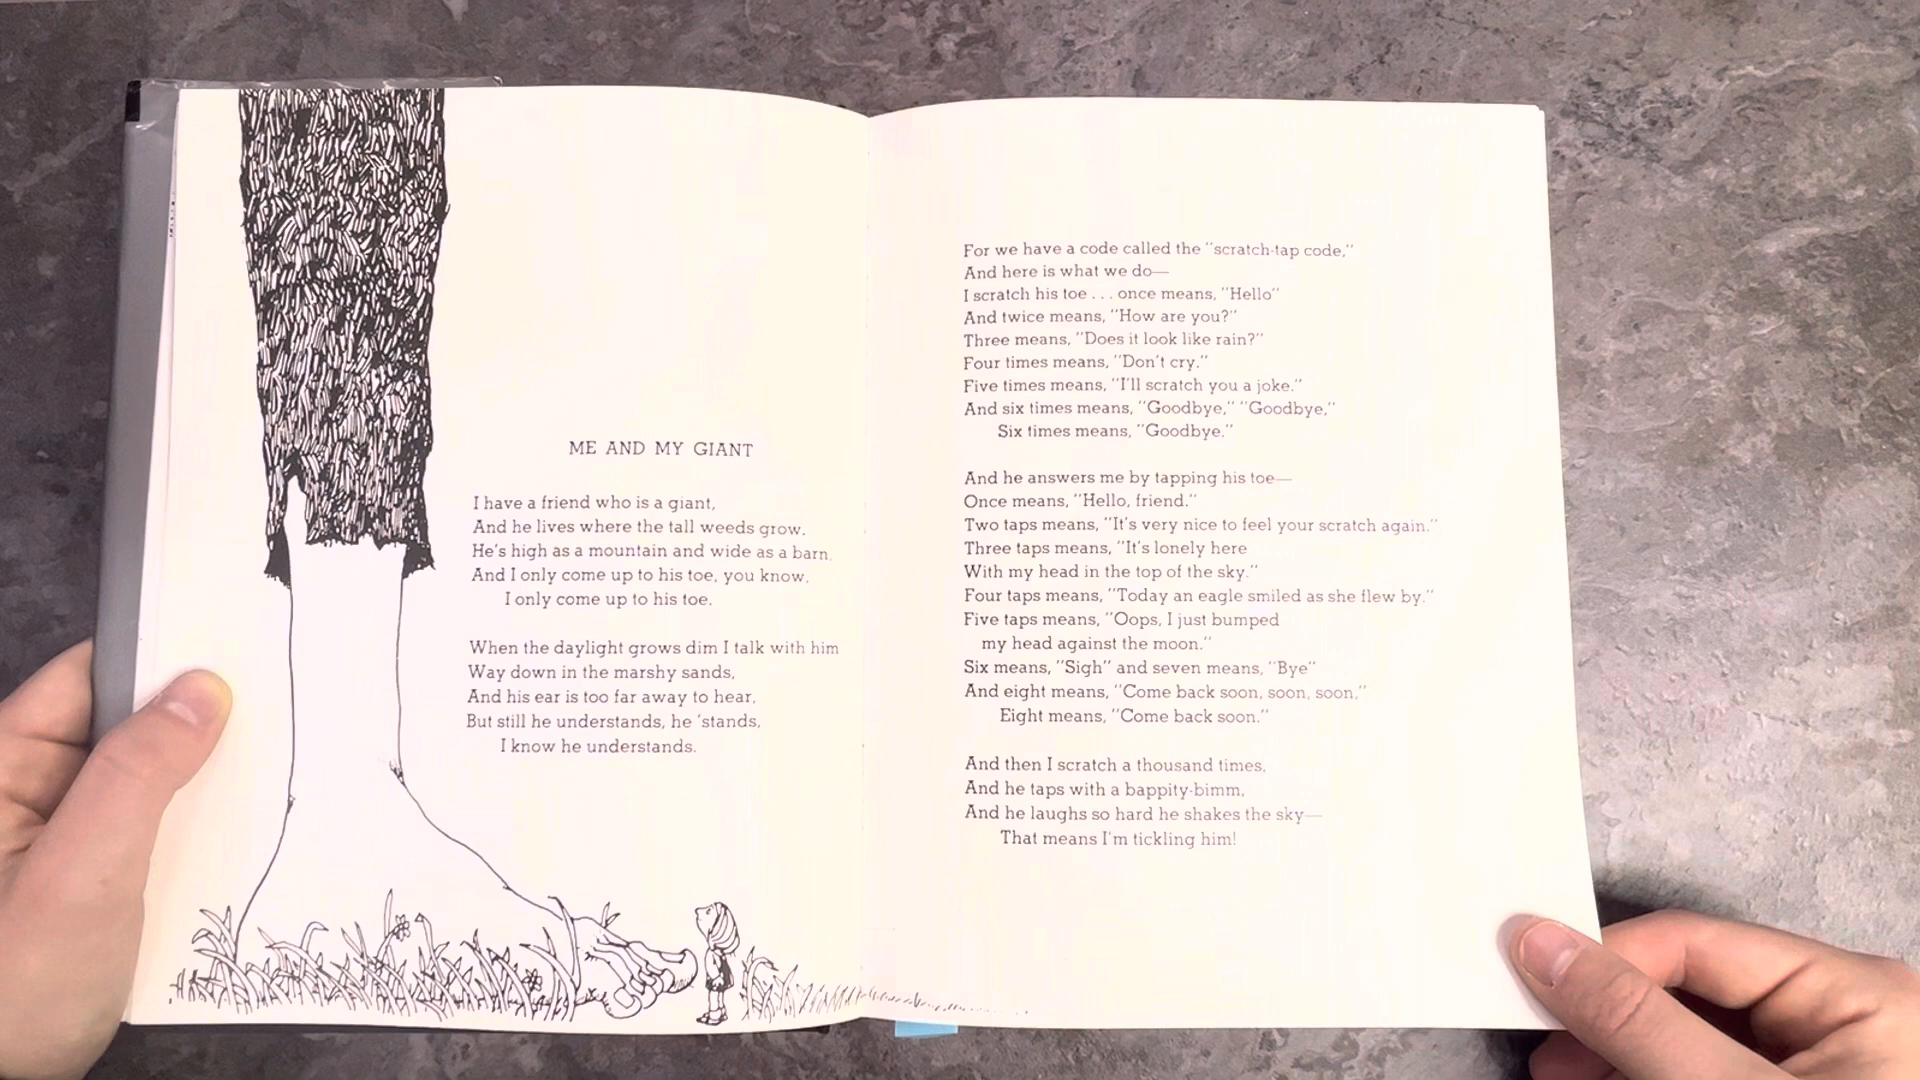 ME AND MY GIANT
I have a friend who is a giant,
And he lives where the tall weeds grow.
He's high as a mountain and wide as a barn,
And I only come up to his toe, you know,
I only come up to his toe.
When the daylight grows dim I talk with him
Way down in the marshy sands,
And his ear is too far away to hear,
But still he understands, he 'stands,
I know he understands.
For we have a code called the "scratch-tap code,"
And here is what we do—
I scratch his toe . . . once means, "Hello"
And twice means, "How are you?"
Three means, "Does it look like rain?"
Four times means, "Don't cry."
Five times means, "I'll scratch you a joke."
And six times means, "Goodbye," "Goodbye,"
Six times means, "Goodbye."
And he answers me by tapping his toe—
Once means, "Hello, friend."
Two taps means, "It's very nice to feel your scratch again."
Three taps means, "It's lonely here
With my head in the top of the sky."
Four taps means, "Today an eagle smiled as she flew by."
Five taps means, "Oops, I just bumped
my head against the moon."
Six means, "Sigh" and seven means, "Bye"
And eight means, "Come back soon, soon, soon,"
Eight means, "Come back soon."
And then I scratch a thousand times,
And he taps with a bappity-bimm,
And he laughs so hard he shakes the sky—
That means I'm tickling him!